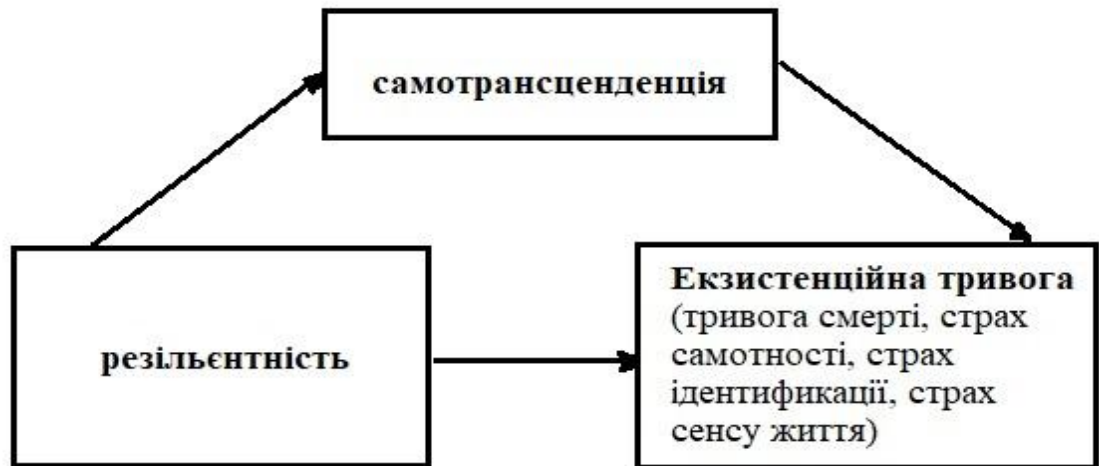 самотрансценденція
резільєнтність
Екзистенційна тривога
(тривога смерті, страх
самотності, страх
ідентификації, страх
сенсу життя)